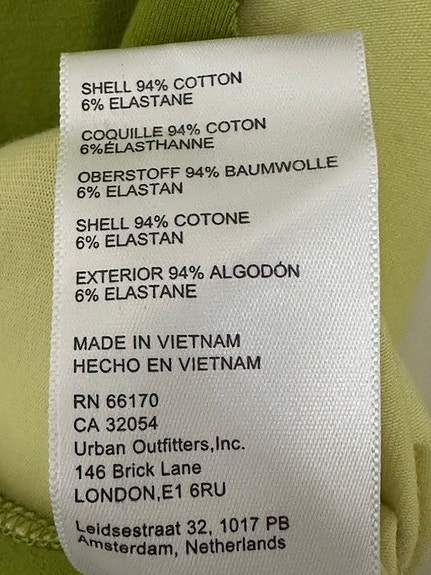 SHELL 94% COTTON
6% ELASTANE
COQUILLE 94% COTON
6%ÉLASTHANNE
OBERSTOFF 94% BAUMWOLLE
6% ELASTAN
SHELL 94% COTONE
6% ELASTAN
EXTERIOR 94% ALGODÓN
6% ELASTANE
MADE IN VIETNAM
HECHO EN VIETNAM
RN 66170
CA 32054
Urban Outfitters,Inc.
146 Brick Lane
LONDON,E1 6RU
Leidsestraat 32, 1017 PB
Amsterdam, Netherlands